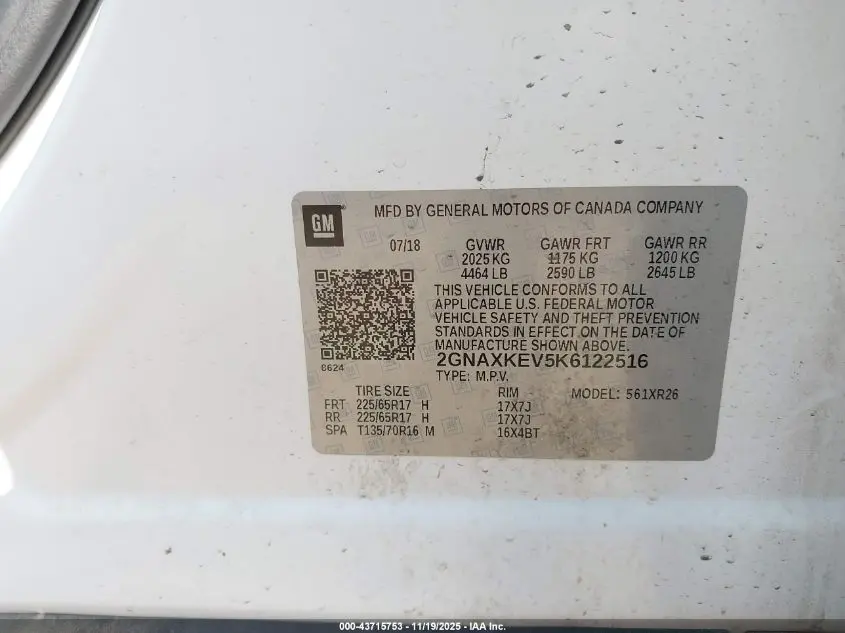 GM
MFD BY GENERAL MOTORS OF CANADA COMPANY
07/18 GVWR GAWR FRT GAWR RR
2025 KG 1175 KG 1200 KG
4464 LB 2590 LB 2645 LB
THIS VEHICLE CONFORMS TO ALL
APPLICABLE U.S. FEDERAL MOTOR
VEHICLE SAFETY AND THEFT PREVENTION
STANDARDS IN EFFECT ON THE DATE OF
MANUFACTURE SHOWN ABOVE.
2GNAXKEV5K6122516
8624 TYPE: M.P.V.
TIRE SIZE RIM MODEL: 561XR26
FRT 225/65R17 H 17X7J
RR 225/65R17 H 17X7J
SPA T135/70R16 M 16X4BT
000-43715753 - 11/19/2025 - IAA Inc.